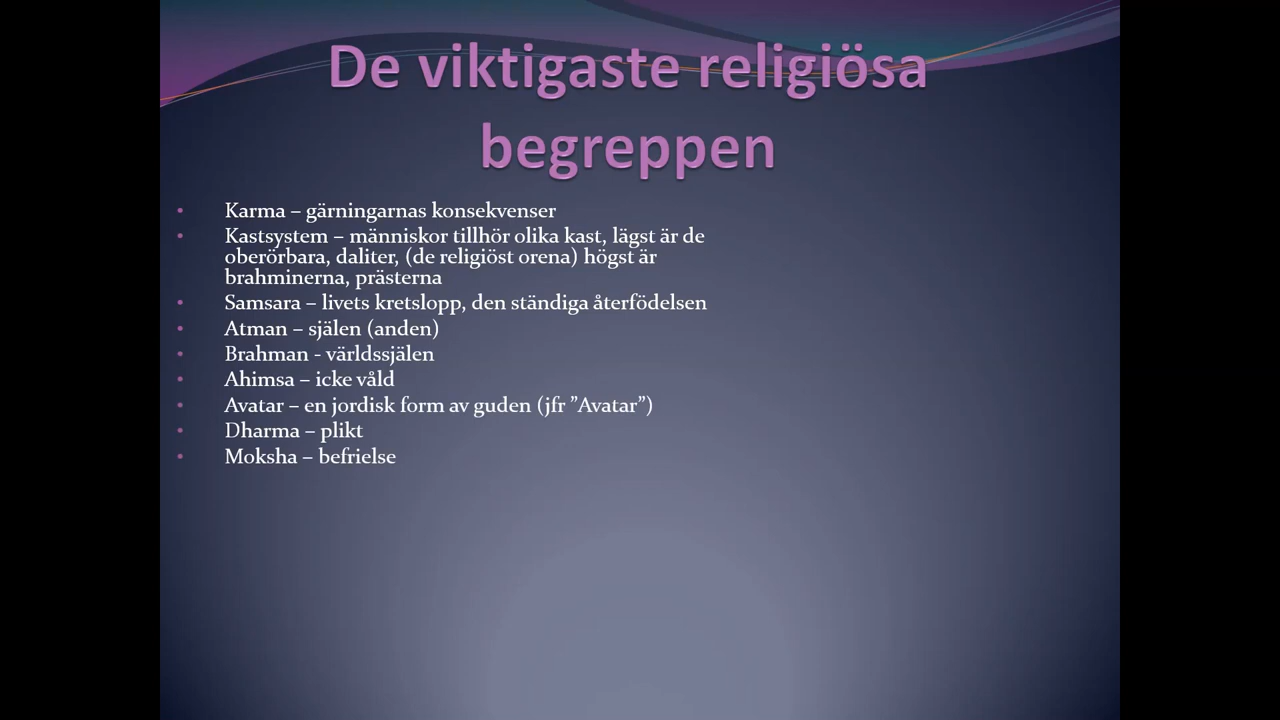 De viktigaste religiösa
begreppen
• Karma – gärningarnas konsekvenser
• Kastsystem – människor tillhör olika kast, lägst är de
oberörbara, daliter, (de religiöst orena) högst är
brahminerna, prästerna
• Samsara – livets kretslopp, den ständiga återfödelsen
• Atman – själen (anden)
• Brahman - världssjälen
• Ahimsa – icke våld
• Avatar – en jordisk form av guden (jfr ”Avatar”)
• Dharma – plikt
• Moksha – befrielse